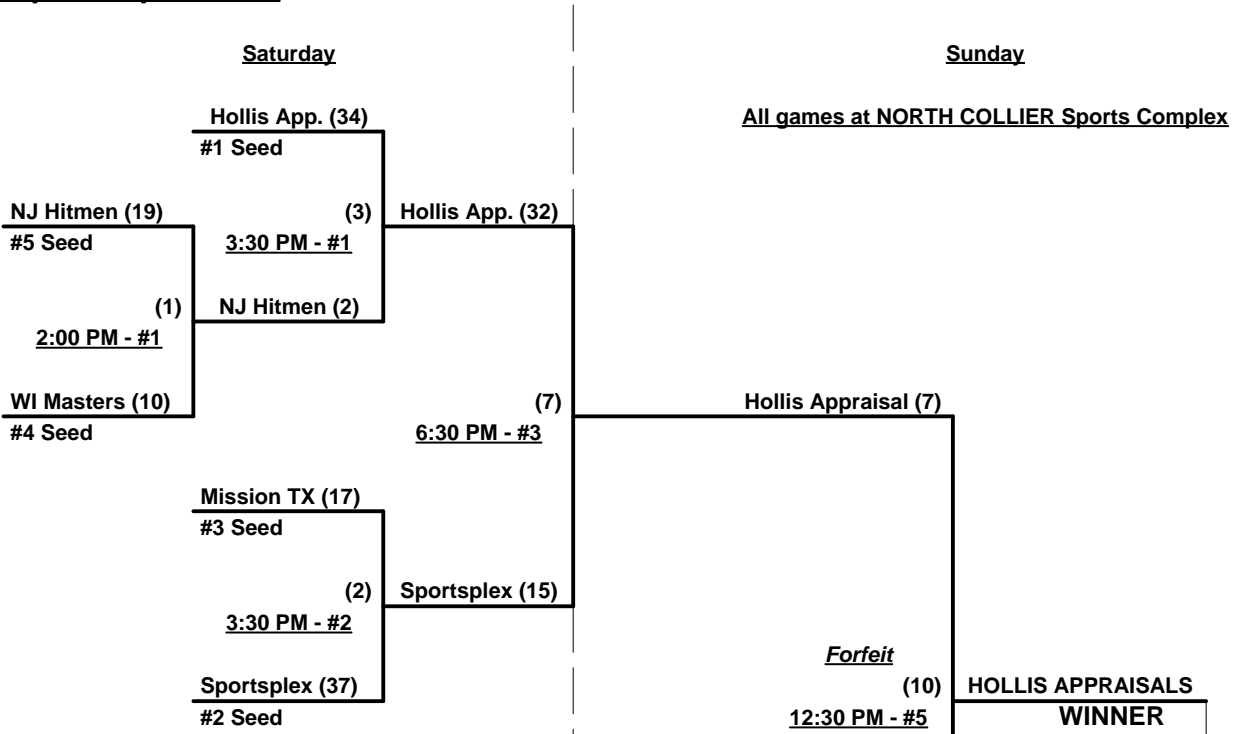 Saturday
Sunday
Hollis App. (34)
All games at NORTH COLLIER Sports Complex
#1 Seed
NJ Hitmen (19)
(3)
Hollis App. (32)
#5 Seed
3:30 PM - #1
(1)
NJ Hitmen (2)
2:00 PM - #1
WI Masters (10)
(7)
Hollis Appraisal (7)
#4 Seed
6:30 PM - #3
Mission TX (17)
#3 Seed
(2)
Sportsplex (15)
3:30 PM - #2
Forfeit
Sportsplex (37)
(10)
HOLLIS APPRAISALS
#2 Seed
12:30 PM - #5
WINNER